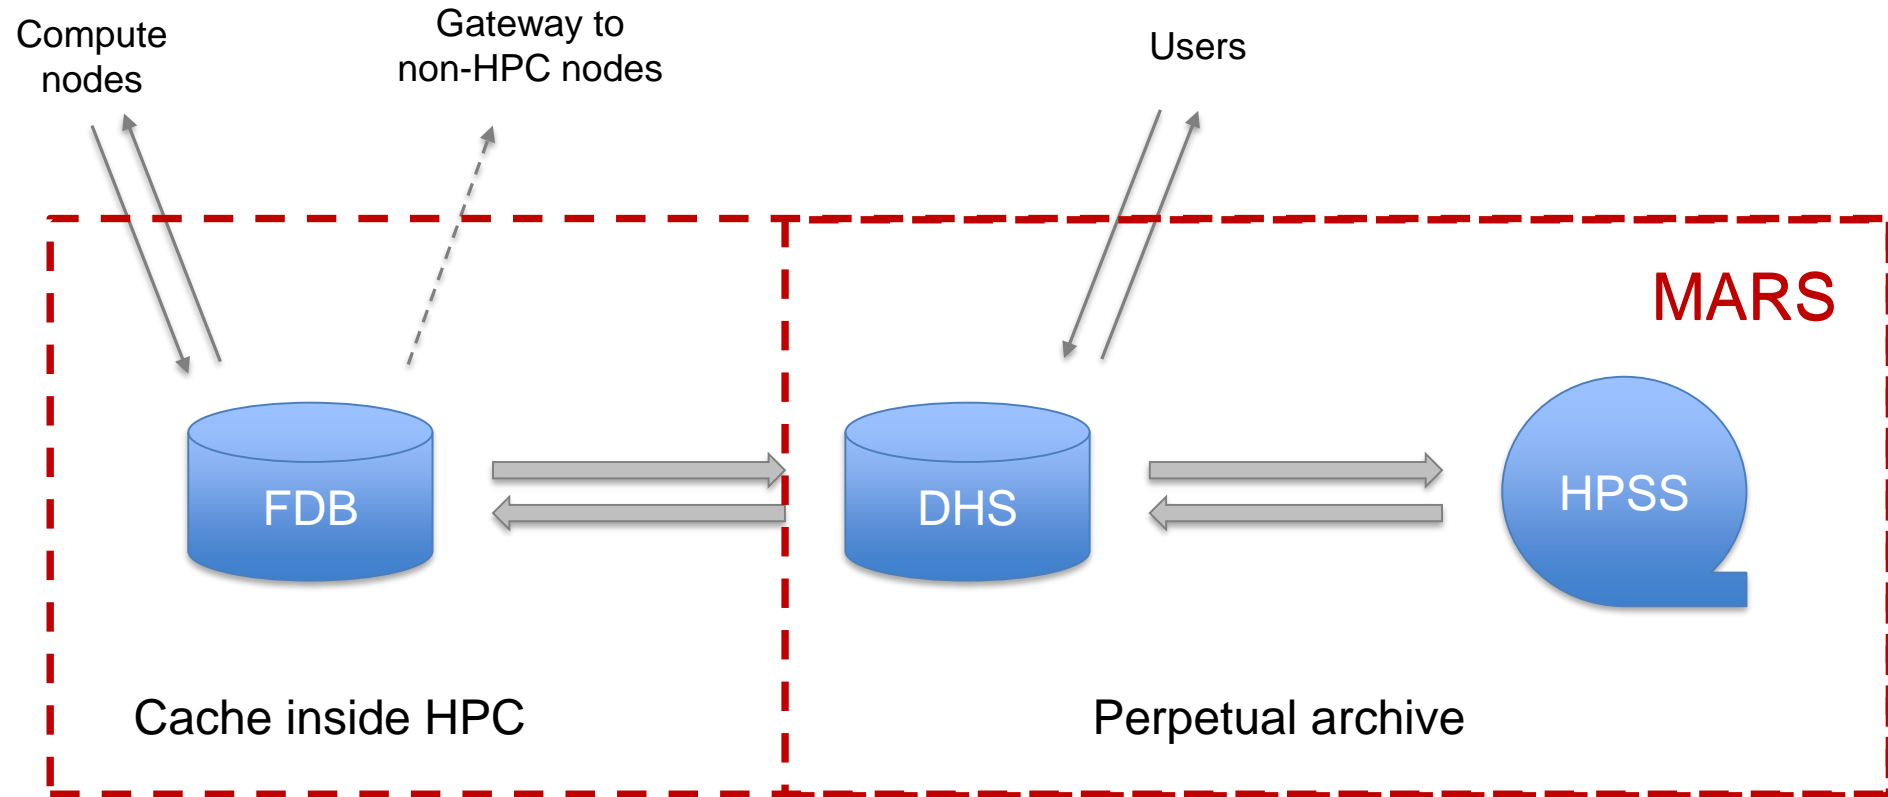 Compute
nodes
Gateway to
non-HPC nodes
Users
MARS
FDB
DHS
HPSS
Cache inside HPC
Perpetual archive